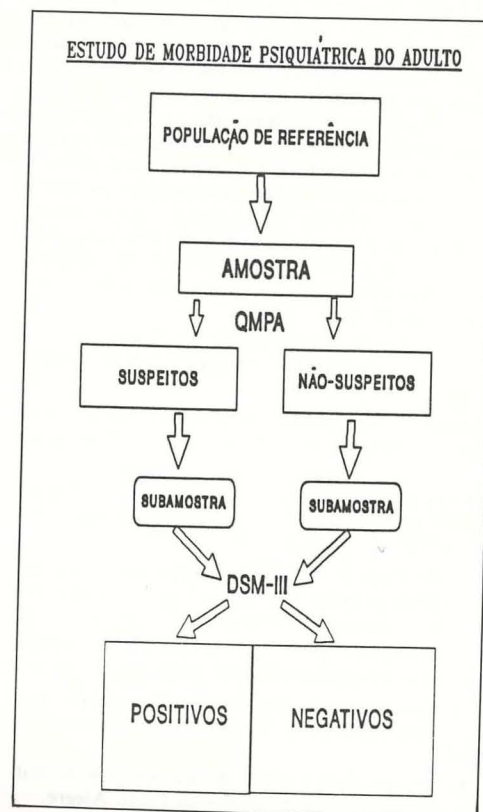 ESTUDO DE MORBIDADE PSIQUIÁTRICA DO ADULTO
POPULAÇÃO DE REFERÊNCIA
AMOSTRA
QMPA
SUSPEITOS
NÃO-SUSPEITOS
SUBAMOSTRA
SUBAMOSTRA
DSM-III
POSITIVOS
NEGATIVOS